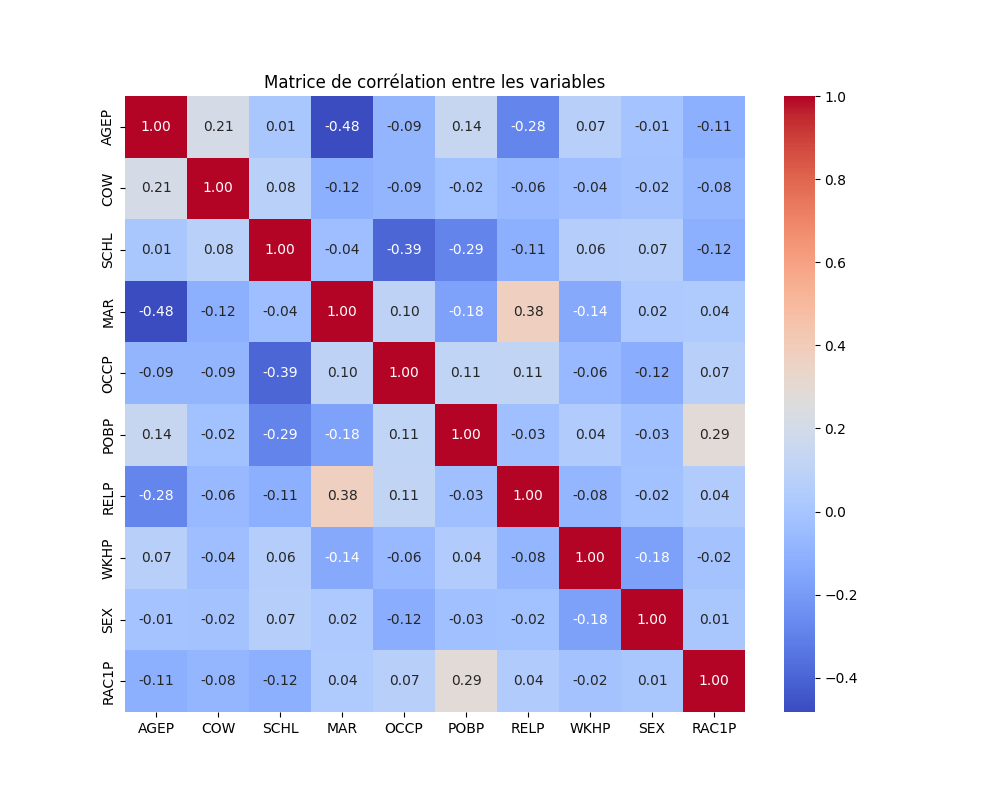 Matrice de corrélation entre les variables
AGEP 1.00 0.21 0.01 -0.48 -0.09 0.14 -0.28 0.07 -0.01 -0.11
COW 0.21 1.00 0.08 -0.12 -0.09 -0.02 -0.06 -0.04 -0.02 -0.08
SCHL 0.01 0.08 1.00 -0.04 -0.39 -0.29 -0.11 0.06 0.07 -0.12
MAR -0.48 -0.12 -0.04 1.00 0.10 -0.18 0.38 -0.14 0.02 0.04
OCCP -0.09 -0.09 -0.39 0.10 1.00 0.11 0.11 -0.06 -0.12 0.07
POBP 0.14 -0.02 -0.29 -0.18 0.11 1.00 -0.03 0.04 -0.03 0.29
RELP -0.28 -0.06 -0.11 0.38 0.11 -0.03 1.00 -0.08 -0.02 0.04
WKHP 0.07 -0.04 0.06 -0.14 -0.06 0.04 -0.08 1.00 -0.18 -0.02
SEX -0.01 -0.02 0.07 0.02 -0.12 -0.03 -0.02 -0.18 1.00 0.01
RAC1P -0.11 -0.08 -0.12 0.04 0.07 0.29 0.04 -0.02 0.01 1.00
AGEP COW SCHL MAR OCCP POBP RELP WKHP SEX RAC1P
1.0
0.8
0.6
0.4
0.2
0.0
−0.2
−0.4